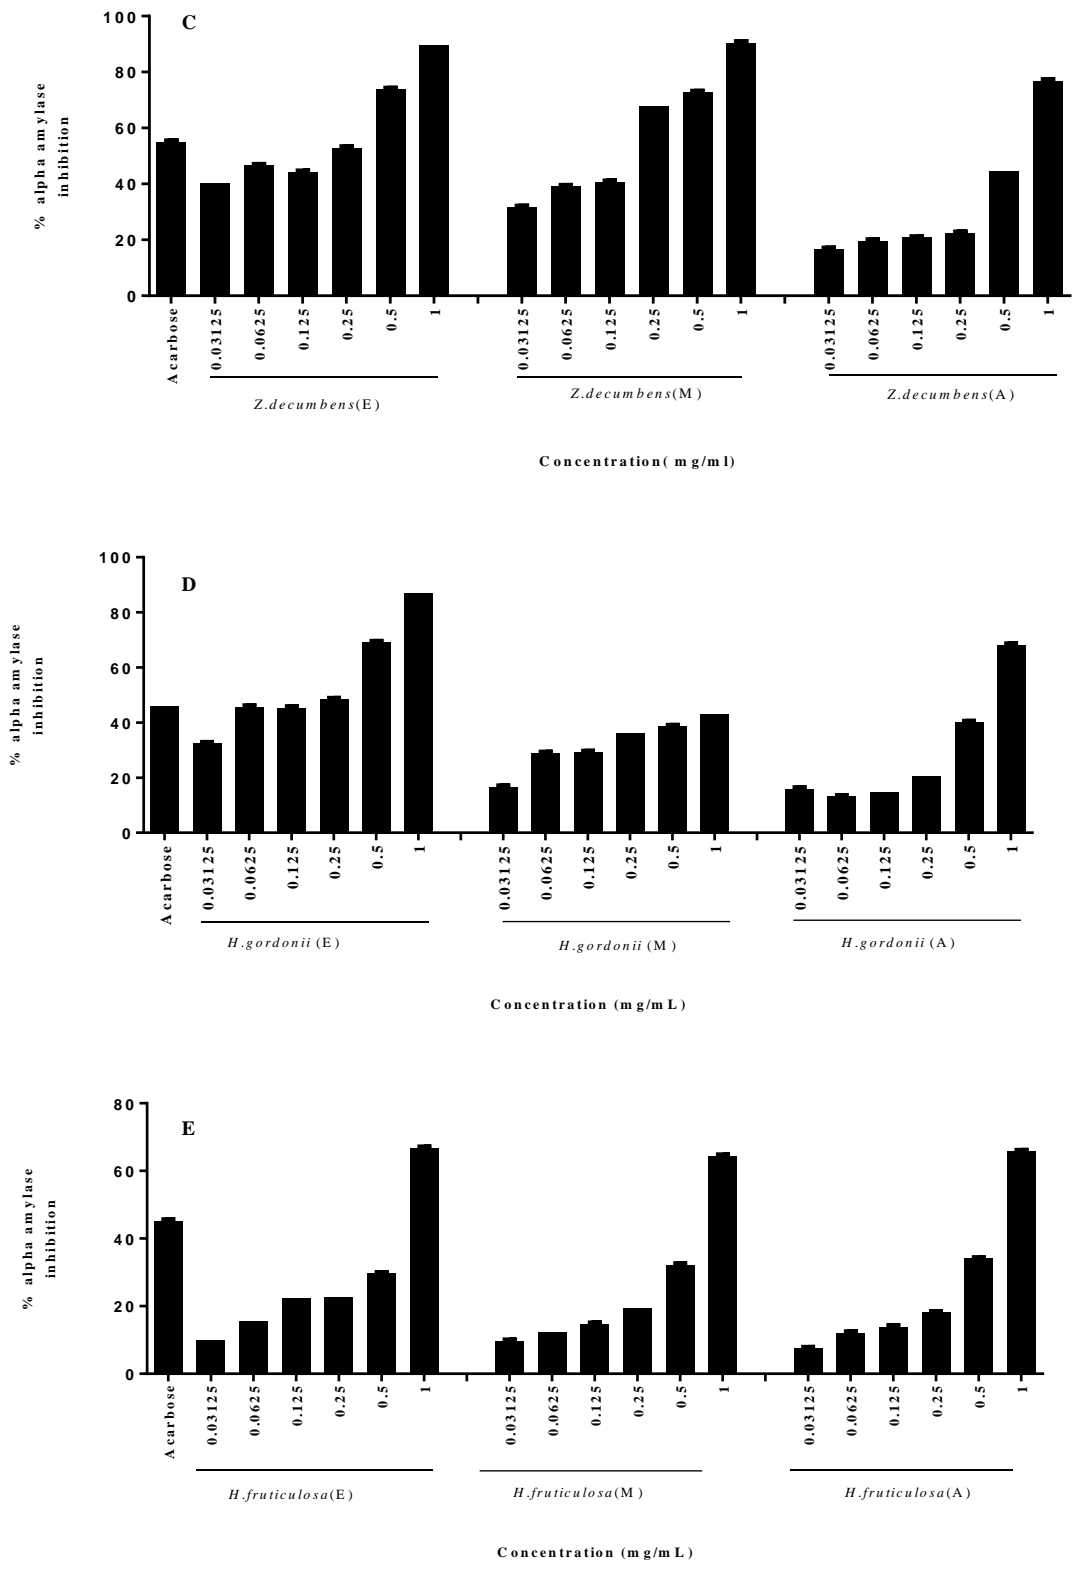 C
% alpha amylase
inhibition
100
80
60
40
20
0
Acarbose
0.03125
0.0625
0.125
0.25
0.5
1
0.03125
0.0625
0.125
0.25
0.5
1
0.03125
0.0625
0.125
0.25
0.5
1
Z.decumbens(E)
Z.decumbens(M)
Z.decumbens(A)
Concentration( mg/ml)
D
% alpha amylase
inhibition
100
80
60
40
20
0
Acarbose
0.03125
0.0625
0.125
0.25
0.5
1
0.03125
0.0625
0.125
0.25
0.5
1
0.03125
0.0625
0.125
0.25
0.5
1
H.gordonii (E)
H.gordonii (M)
H.gordonii (A)
Concentration (mg/mL)
E
% alpha amylase
inhibition
80
60
40
20
0
Acarbose
0.03125
0.0625
0.125
0.25
0.5
1
0.03125
0.0625
0.125
0.25
0.5
1
0.03125
0.0625
0.125
0.25
0.5
1
H.fruticulosa(E)
H.fruticulosa(M)
H.fruticulosa(A)
Concentration (mg/mL)